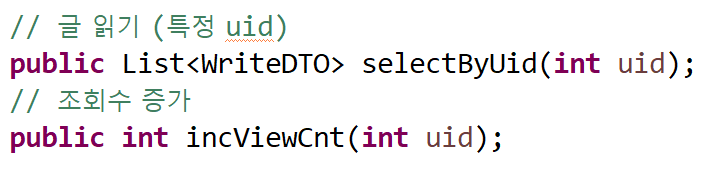 // 글 읽기 (특정 uid)
public List<WriteDTO> selectByUid(int uid);
// 조회수 증가
public int incViewCnt(int uid);